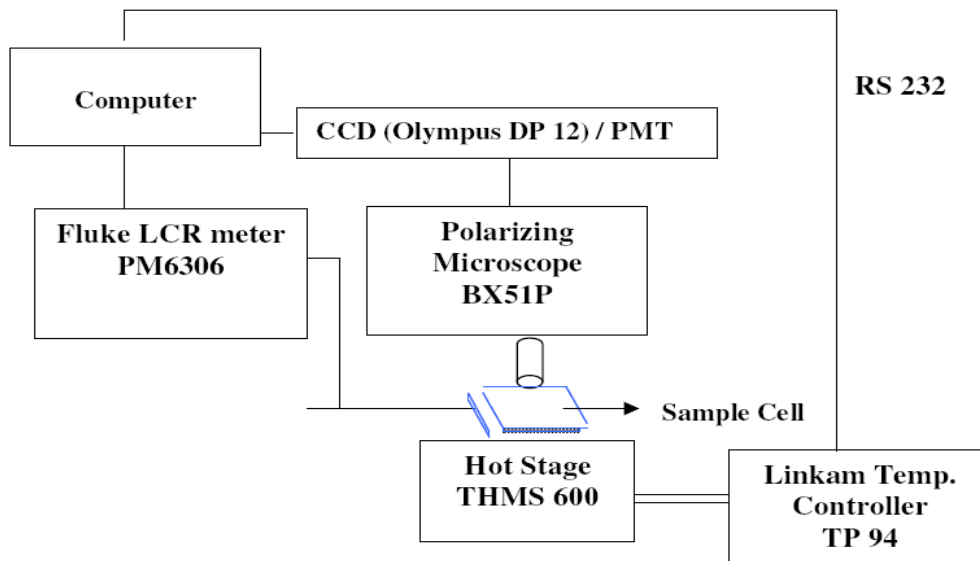 RS 232
Computer
CCD (Olympus DP 12) / PMT
Fluke LCR meter
PM6306
Polarizing
Microscope
BX51P
Sample Cell
Hot Stage
THMS 600
Linkam Temp.
Controller
TP 94